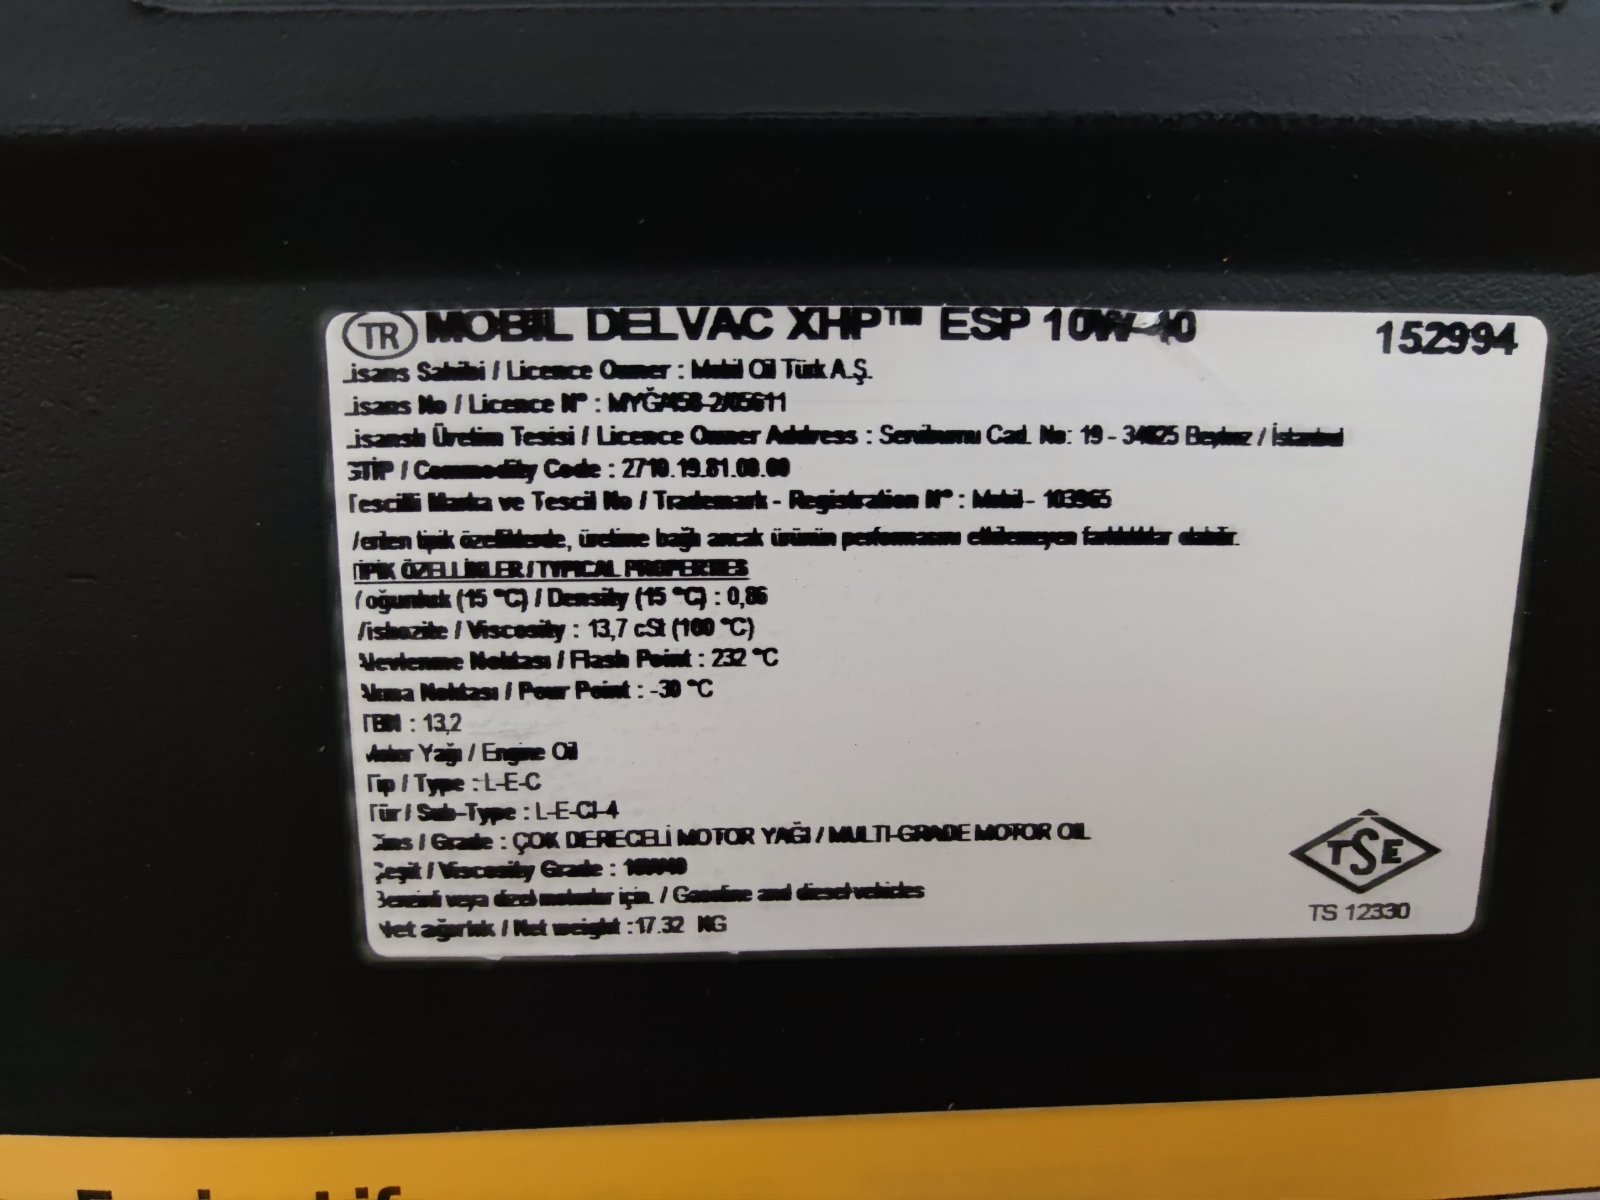 TR MOBIL DELVAC XHP™ ESP 10W-40 152994
Lisans Sahibi / Licence Owner : Mobil Oil Türk A.Ş.
Lisans No / Licence N° :
Lisanslı Üretim Tesisi / Licence Owner Address : Serviburnu Cad. No: 19 - 34825 Beykoz / İstanbul
GTİP / Commodity Code : 2710.19.81.00.00
Tescilli Marka ve Tescil No / Trademark - Registration N° : Mobil - 103965
Verilen tipik özelliklerde, üretime bağlı ancak ürünün performasını etkilemeyen farklılıklar olabilir.
TİPİK ÖZELLİKLER / TYPICAL PROPERTIES
Yoğunluk (15 °C) / Density (15 °C) : 0,86
Viskozite / Viscosity : 13,7 cSt (100 °C)
Alevlenme Noktası / Flash Point : 232 °C
Akma Noktası / Pour Point : -30 °C
TBN : 13,2
Motor Yağı / Engine Oil
Tip / Type : L-E-C
Tür / Sub-Type : L-E-CI-4
Cins / Grade : ÇOK DERECELİ MOTOR YAĞI / MULTI-GRADE MOTOR OIL
Çeşit / Viscosity Grade : 10W40
Benzinli veya dizel motorlar için. / Gasoline and diesel vehicles
Net ağırlık / Net weight : 17.32 KG
TSE
TS 12330